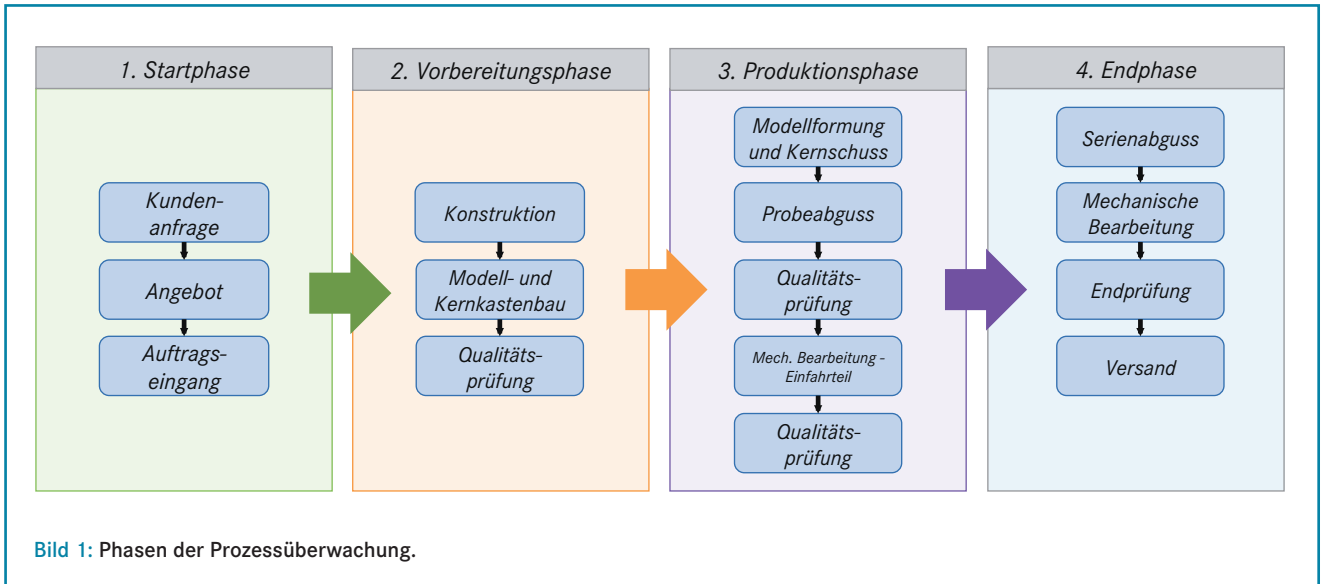 1. Startphase
Kunden-
anfrage
Angebot
Auftrags-
eingang
2. Vorbereitungsphase
Konstruktion
Modell- und
Kernkastenbau
Qualitäts-
prüfung
3. Produktionsphase
Modellformung
und Kernschuss
Probeabguss
Qualitäts-
prüfung
Mech. Bearbeitung -
Einfahrteil
Qualitäts-
prüfung
4. Endphase
Serienabguss
Mechanische
Bearbeitung
Endprüfung
Versand
Bild 1: Phasen der Prozessüberwachung.